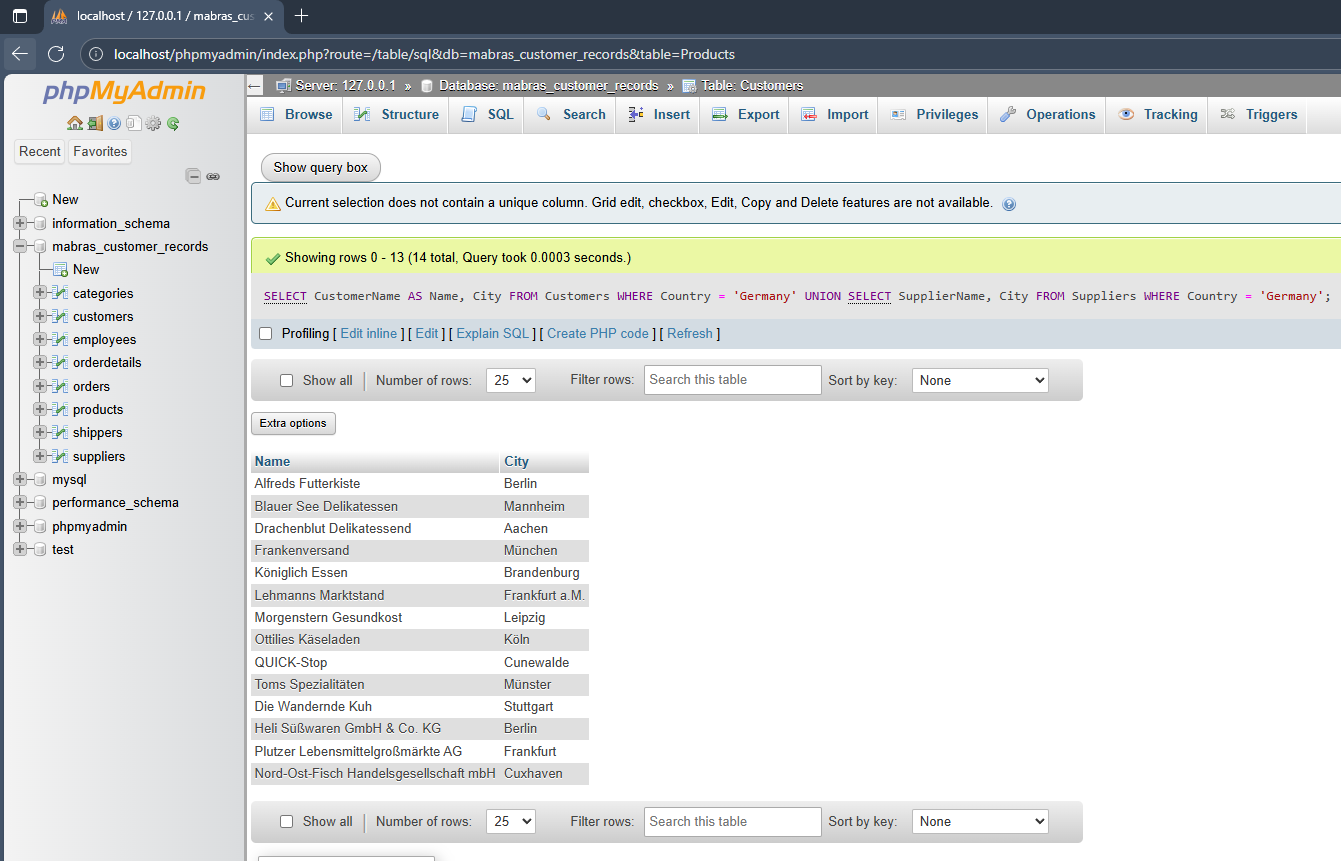 localhost / 127.0.0.1 / mabras_cus
localhost/phpmyadmin/index.php?route=/table/sql&db=mabras_customer_records&table=Products
phpMyAdmin
Recent Favorites
New
information_schema
mabras_customer_records
New
categories
customers
employees
orderdetails
orders
products
shippers
suppliers
mysql
performance_schema
phpmyadmin
test
Server: 127.0.0.1 » Database: mabras_customer_records » Table: Customers
Browse Structure SQL Search Insert Export Import Privileges Operations Tracking Triggers
Show query box
Current selection does not contain a unique column. Grid edit, checkbox, Edit, Copy and Delete features are not available.
Showing rows 0 - 13 (14 total, Query took 0.0003 seconds.)
SELECT CustomerName AS Name, City FROM Customers WHERE Country = 'Germany' UNION SELECT SupplierName, City FROM Suppliers WHERE Country = 'Germany';
Profiling [ Edit inline ] [ Edit ] [ Explain SQL ] [ Create PHP code ] [ Refresh ]
Show all | Number of rows: 25 Filter rows: Search this table Sort by key: None
Extra options
Name City
Alfreds Futterkiste Berlin
Blauer See Delikatessen Mannheim
Drachenblut Delikatessend Aachen
Frankenversand München
Königlich Essen Brandenburg
Lehmanns Marktstand Frankfurt a.M.
Morgenstern Gesundkost Leipzig
Ottilies Käseladen Köln
QUICK-Stop Cunewalde
Toms Spezialitäten Münster
Die Wandernde Kuh Stuttgart
Heli Süßwaren GmbH & Co. KG Berlin
Plutzer Lebensmittelgroßmärkte AG Frankfurt
Nord-Ost-Fisch Handelsgesellschaft mbH Cuxhaven
Show all | Number of rows: 25 Filter rows: Search this table Sort by key: None